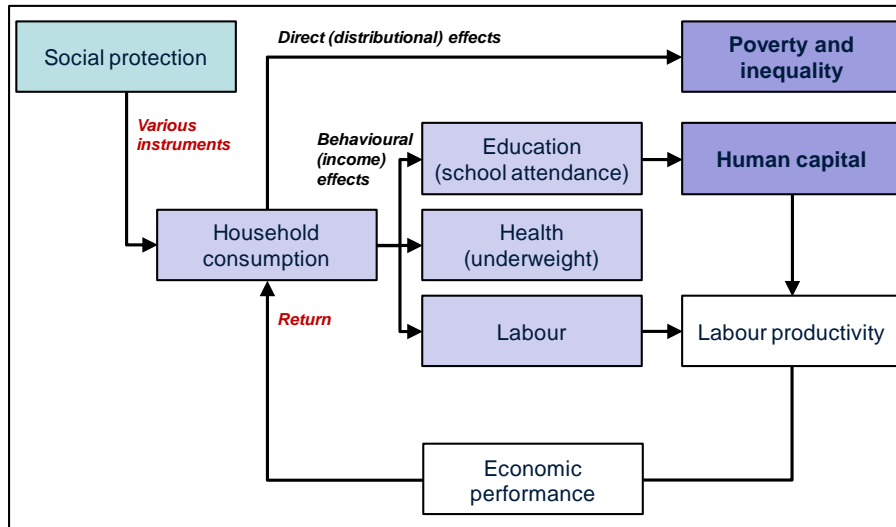 Social protection
Direct (distributional) effects
Poverty and
inequality
Various
instruments
Behavioural
(income)
effects
Education
(school attendance)
Human capital
Household
consumption
Health
(underweight)
Return
Labour
Labour productivity
Economic
performance